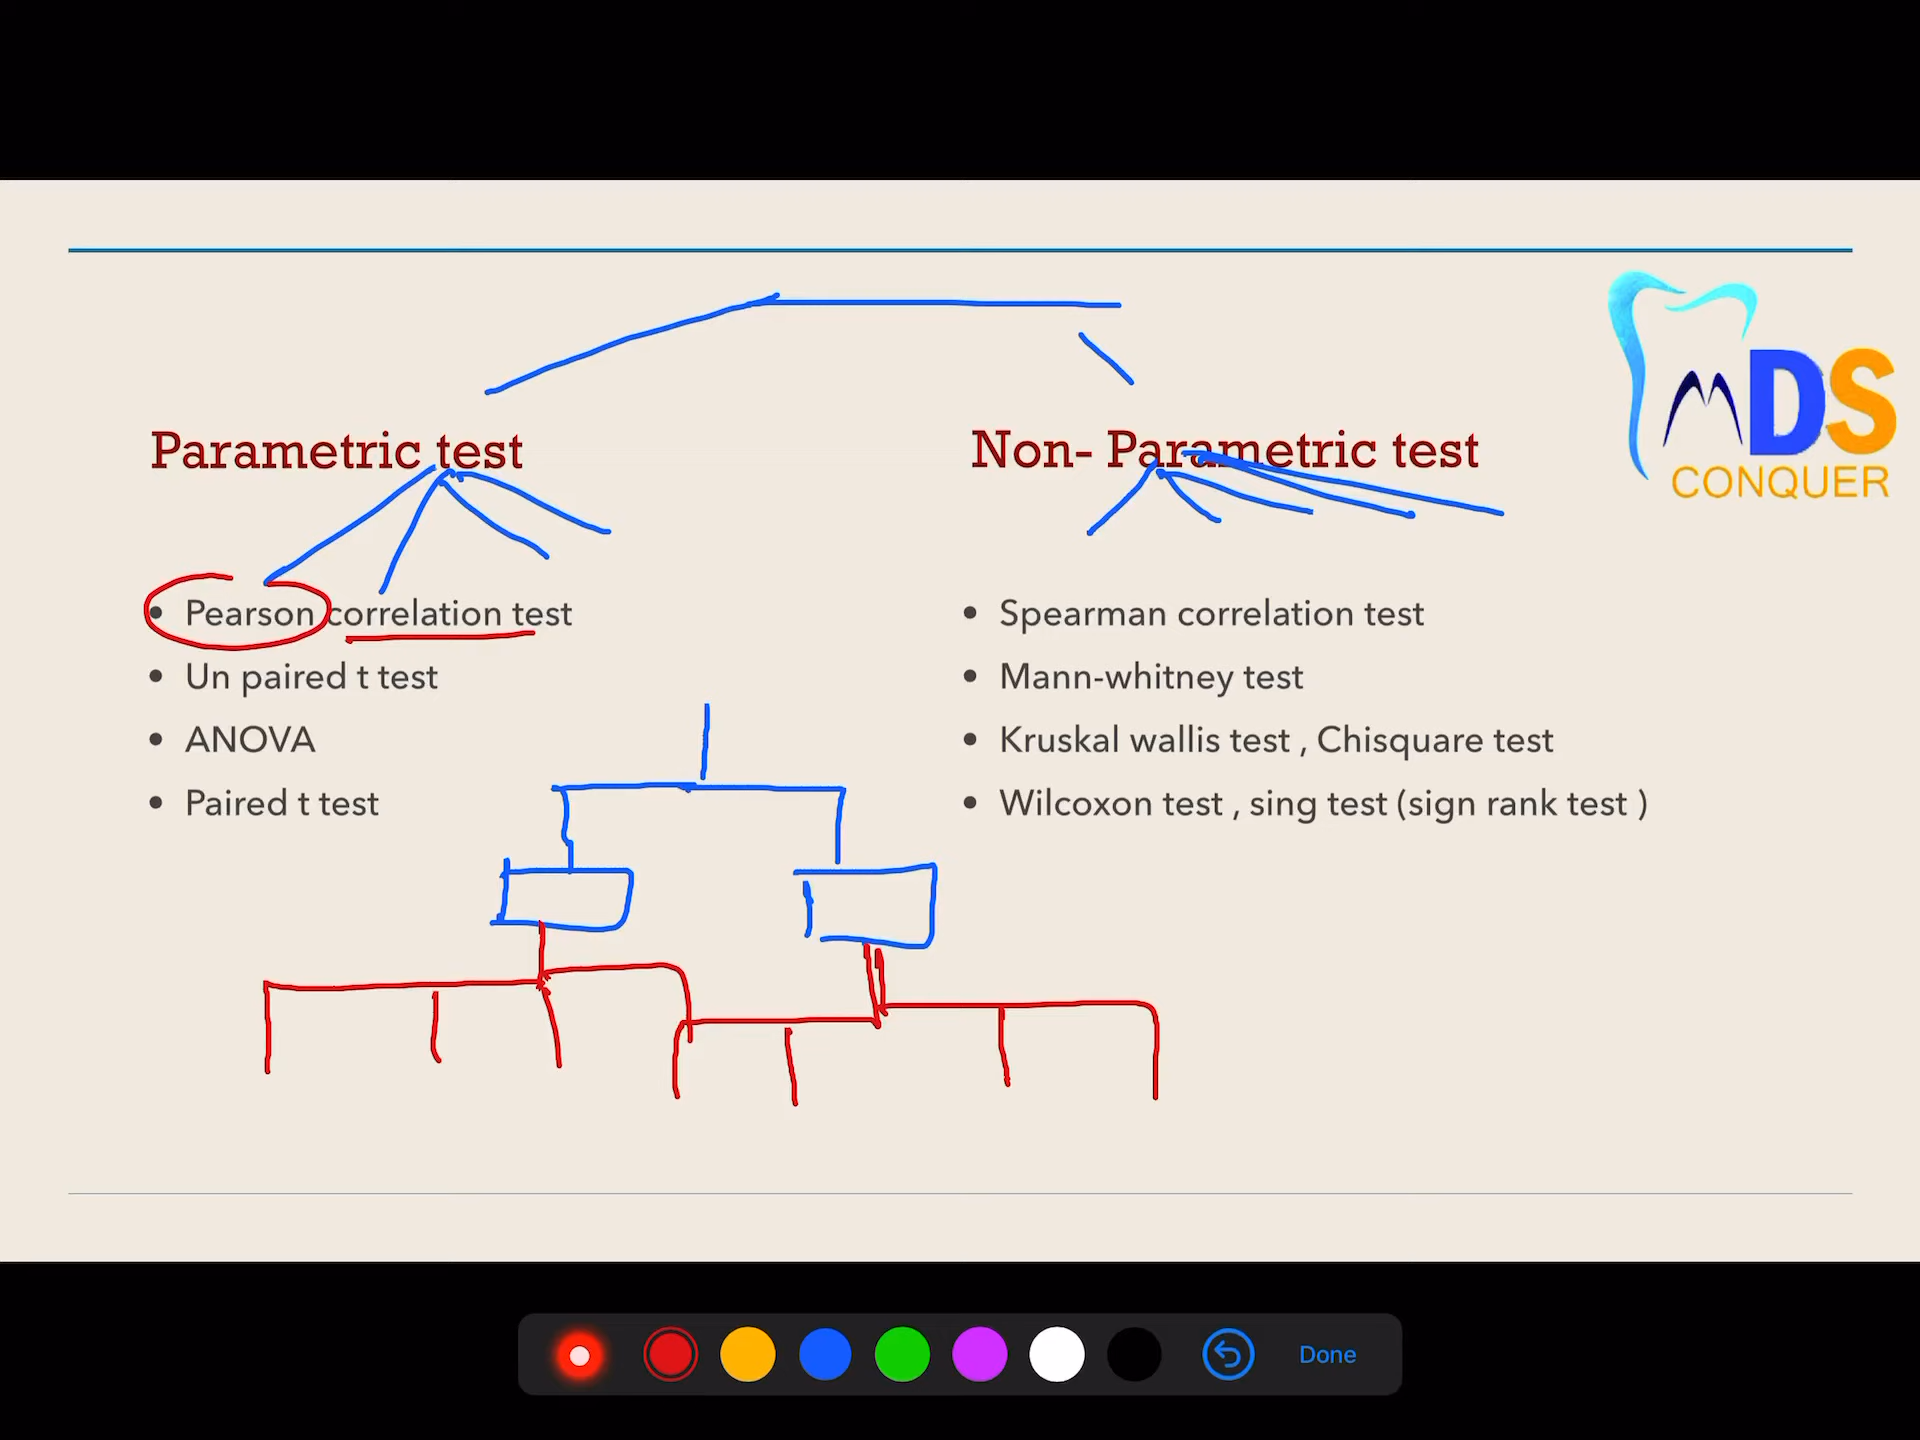 Parametric test
Non- Parametric test
MDS
CONQUER
• Pearson correlation test
• Un paired t test
• ANOVA
• Paired t test
• Spearman correlation test
• Mann-whitney test
• Kruskal wallis test , Chisquare test
• Wilcoxon test , sing test (sign rank test )
Done